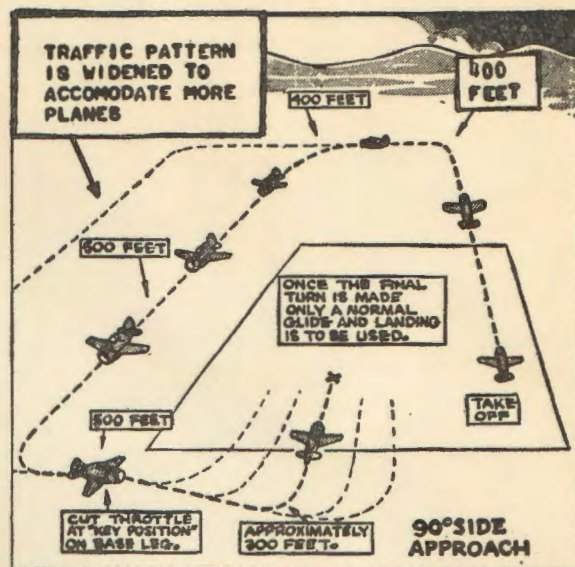 TRAFFIC PATTERN
IS WIDENED TO
ACCOMODATE MORE
PLANES
400
FEET
400 FEET
600 FEET
ONCE THE FINAL
TURN IS MADE
ONLY A NORMAL
GLIDE AND LANDING
IS TO BE USED.
TAKE
OFF
500 FEET
CUT THROTTLE
AT "KEY POSITION"
ON BASE LEG.
APPROXIMATELY
300 FEET.
90° SIDE
APPROACH